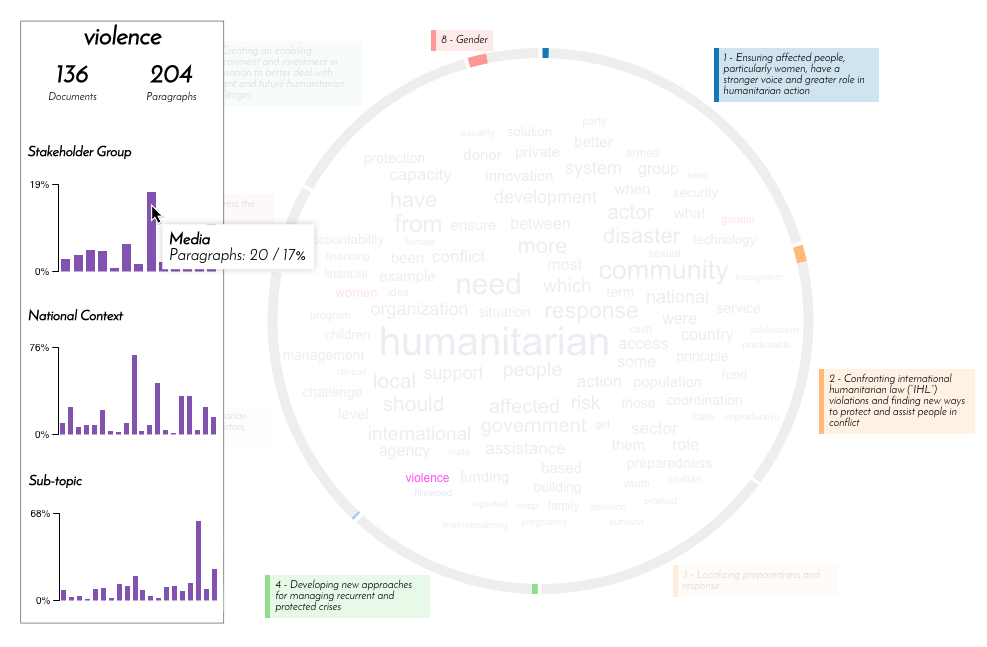 violence
136
204
Documents
Paragraphs
Stakeholder Group
19%
0%
Media
Paragraphs: 20 / 17%
National Context
76%
0%
Sub-topic
68%
0%
Creating an enabling
ronment and investment in
vation to better deal with
ent and future humanitarian
lenges
ress the
arian
ctors,
8 - Gender
1 - Ensuring affected people,
particularly women, have a
stronger voice and greater role in
humanitarian action
2 - Confronting international
humanitarian law ("IHL")
violations and finding new ways
to protect and assist people in
conflict
3 - Localizing preparedness and
response
4 - Developing new approaches
for managing recurrent and
protected crises
party
equality solution better
protection donor private armed
capacity innovation system group rape
have development when security
from ensure between actor what gender
countability female more disaster technology
financing been conflict most sexual
financial example need which community ecosystem
women idea term national
program organization situation response were service
children humanitarian cash country adolescent
access predictable
management some principle
clinical local support people fund
challenge action population
should affected risk those coordination
level government care reproductive
international sector
agency male assistance girl them role
violence funding based preparedness
firewood building youth civilian
reported map family abortion product
mainstreaming pregnancy survivor